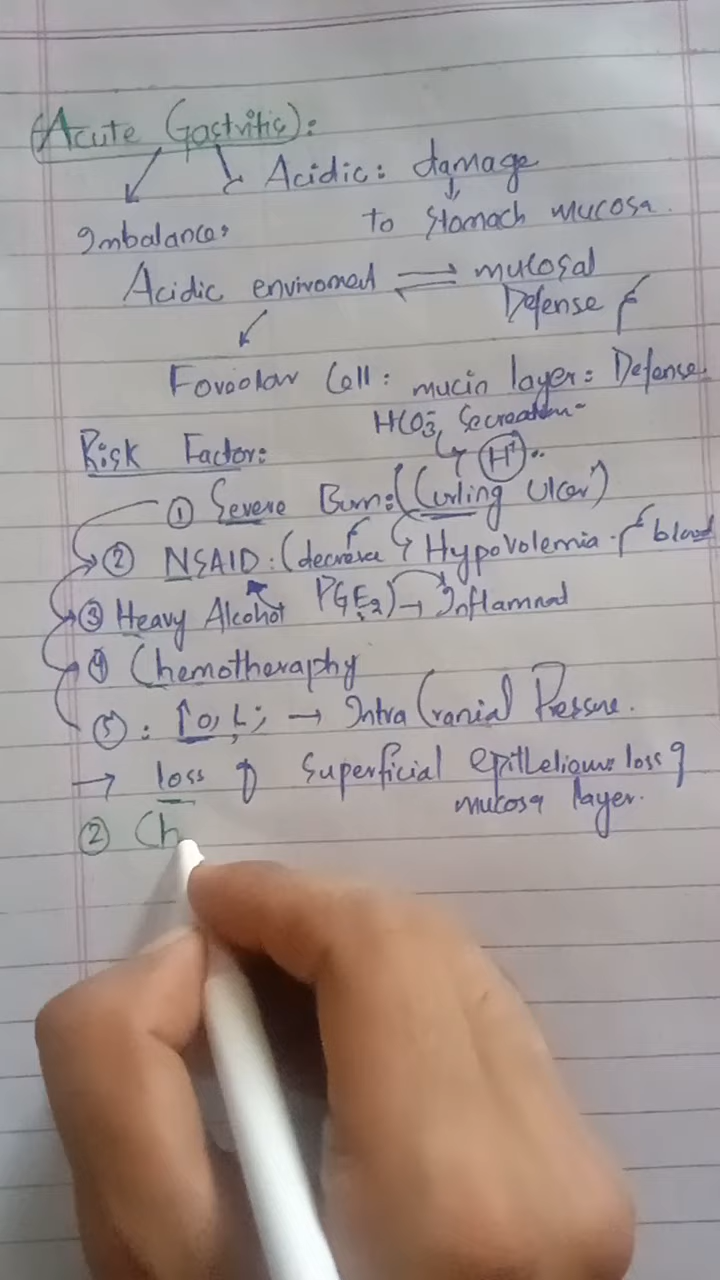 (Acute Gastritis):
Acidic: damage
to stomach mucosa.
Imbalance:
Acidic enviromed ⇌ mucosal
Defense
Foveolar Cell: mucin layer: Defense
HCO3- Secreation
H+
Risk Factor:
① Severe Burn: (Curling Ulcer)
② NSAID: (decrease Hypovolemia blood
③ Heavy Alcohol PGE2) → Inflammed
④ Chemotheraphy
⑤: → Intra Cranial Pressure.
→ loss of Superficial epithelium: loss of
mucosa layer.
② Ch